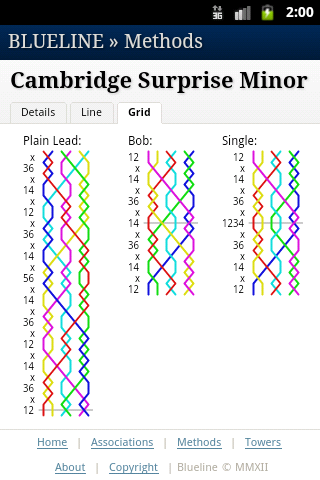 3G 2:00
BLUELINE » Methods
Cambridge Surprise Minor
Details Line Grid
Plain Lead: Bob: Single:
x 12 12
36 x x
x 14 14
14 x x
x 36 36
12 x x
x 14 1234
36 x x
x 36 36
14 x x
x 14 14
56 x x
x 12 12
14
x
36
x
12
x
14
x
36
x
12
Home | Associations | Methods | Towers
About | Copyright | Blueline © MMXII